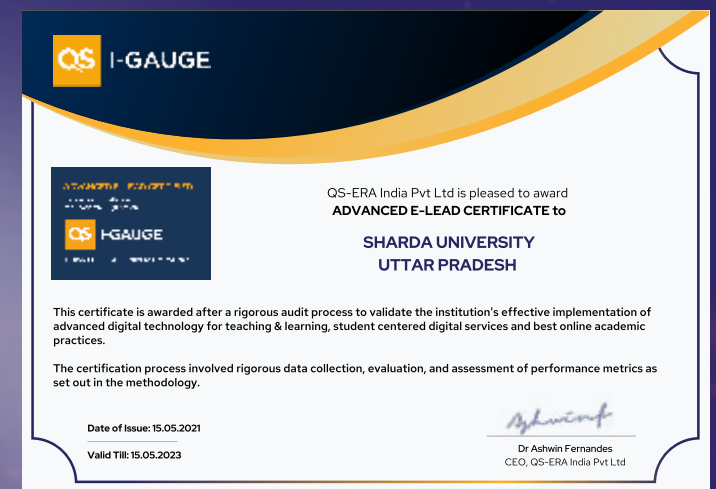 QS I-GAUGE
ADVANCED E-LEAD CERTIFIED
QS I-GAUGE
QS-ERA India Pvt Ltd is pleased to award
ADVANCED E-LEAD CERTIFICATE to
SHARDA UNIVERSITY
UTTAR PRADESH
This certificate is awarded after a rigorous audit process to validate the institution's effective implementation of
advanced digital technology for teaching & learning, student centered digital services and best online academic
practices.
The certification process involved rigorous data collection, evaluation, and assessment of performance metrics as
set out in the methodology.
Date of Issue: 15.05.2021
Valid Till: 15.05.2023
Dr Ashwin Fernandes
CEO, QS-ERA India Pvt Ltd